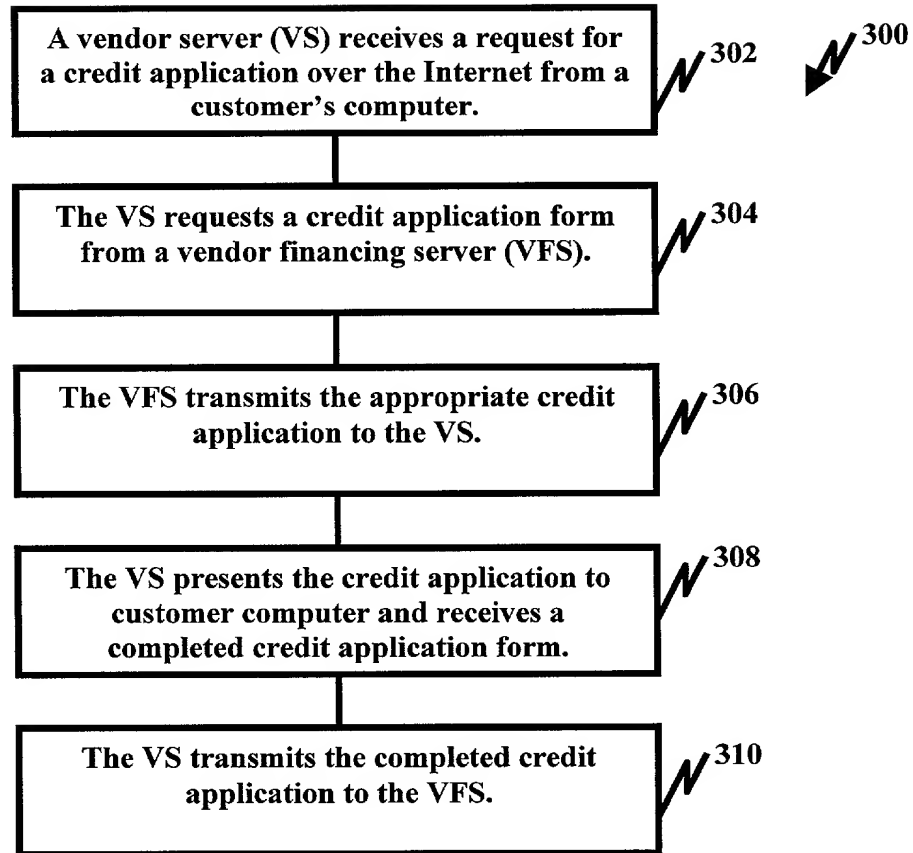 A vendor server (VS) receives a request for
a credit application over the Internet from a
customer's computer.
302
300
The VS requests a credit application form
from a vendor financing server (VFS).
304
The VFS transmits the appropriate credit
application to the VS.
306
The VS presents the credit application to
customer computer and receives a
completed credit application form.
308
The VS transmits the completed credit
application to the VFS.
310